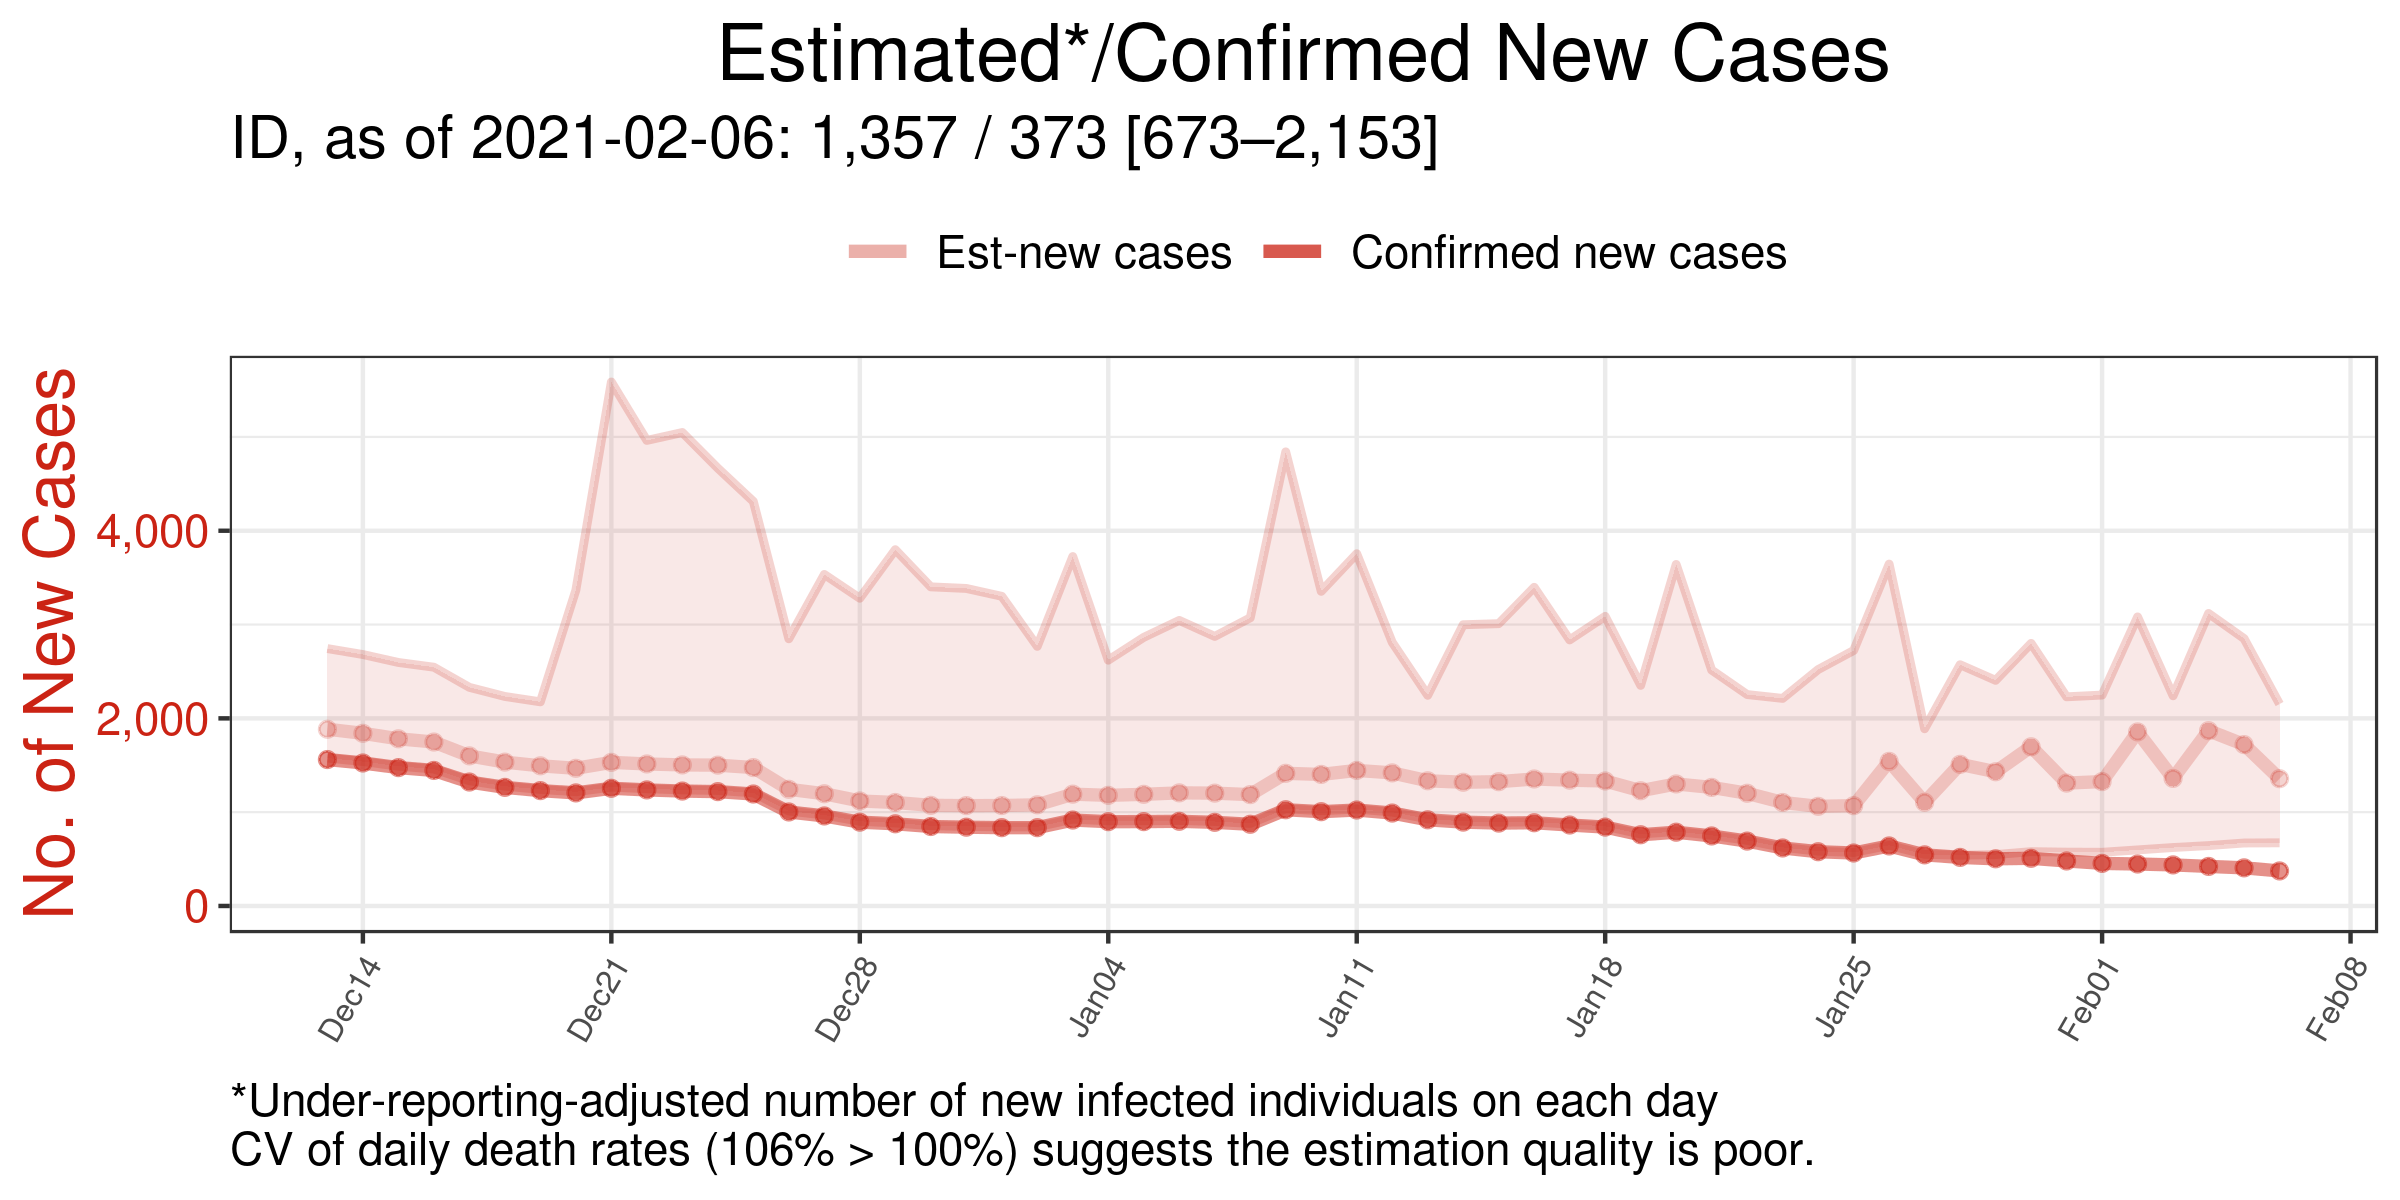 Estimated*/Confirmed New Cases
ID, as of 2021-02-06: 1,357 / 373 [673–2,153]
Est-new cases
Confirmed new cases
No. of New Cases
4,000
2,000
0
Dec14
Dec21
Dec28
Jan04
Jan11
Jan18
Jan25
Feb01
Feb08
*Under-reporting-adjusted number of new infected individuals on each day
CV of daily death rates (106% > 100%) suggests the estimation quality is poor.